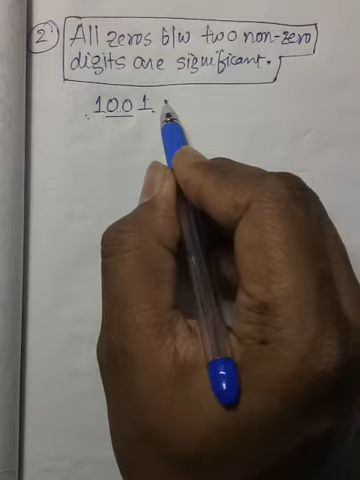 2) All zeros b/w two non-zero
digits are significant.
1001.